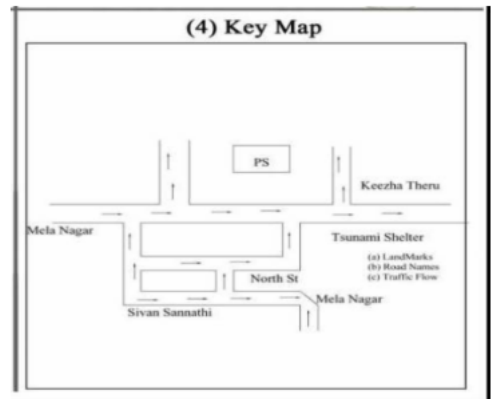 (4) Key Map
PS
Keezha Theru
Mela Nagar
Tsunami Shelter
(a) LandMarks
(b) Road Names
(c) Traffic Flow
North St
Mela Nagar
Sivan Sannathi